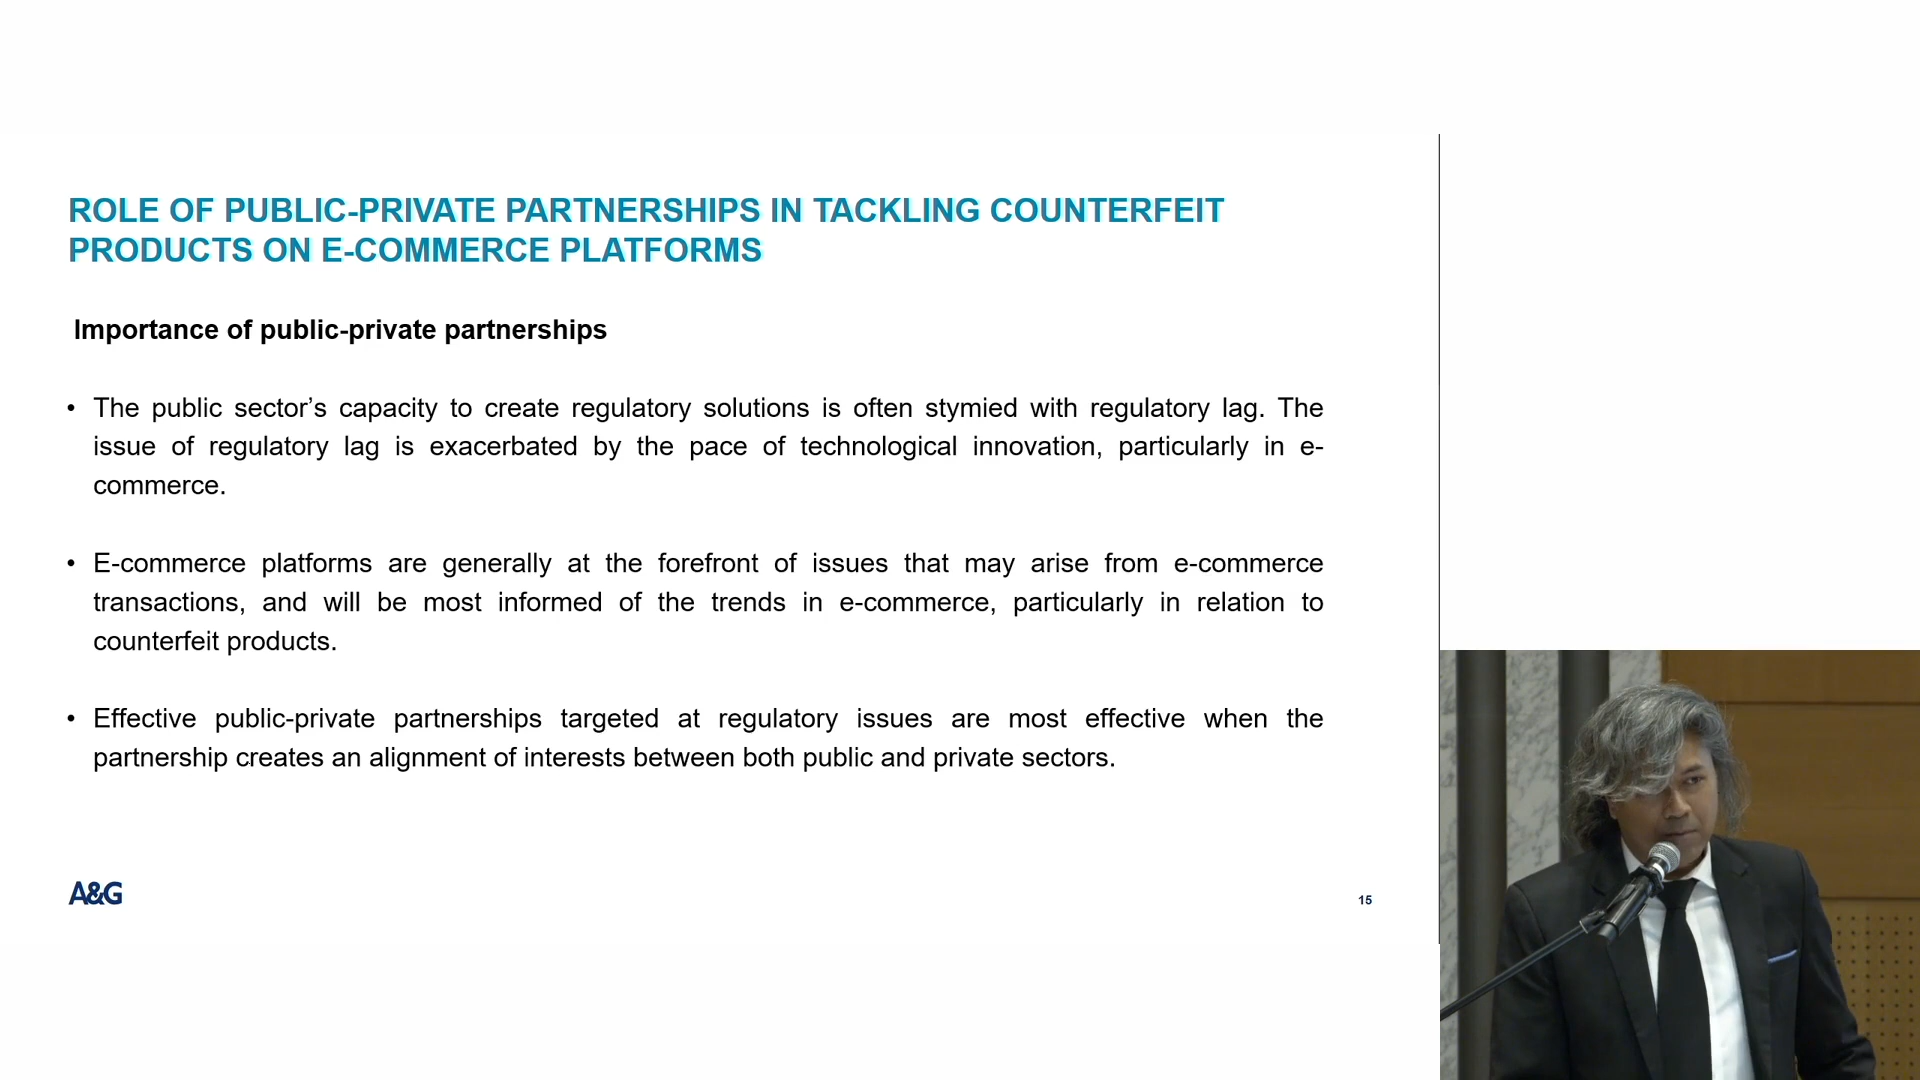 ROLE OF PUBLIC-PRIVATE PARTNERSHIPS IN TACKLING COUNTERFEIT
PRODUCTS ON E-COMMERCE PLATFORMS
Importance of public-private partnerships
• The public sector’s capacity to create regulatory solutions is often stymied with regulatory lag. The
issue of regulatory lag is exacerbated by the pace of technological innovation, particularly in e-
commerce.
• E-commerce platforms are generally at the forefront of issues that may arise from e-commerce
transactions, and will be most informed of the trends in e-commerce, particularly in relation to
counterfeit products.
• Effective public-private partnerships targeted at regulatory issues are most effective when the
partnership creates an alignment of interests between both public and private sectors.
A&G
15